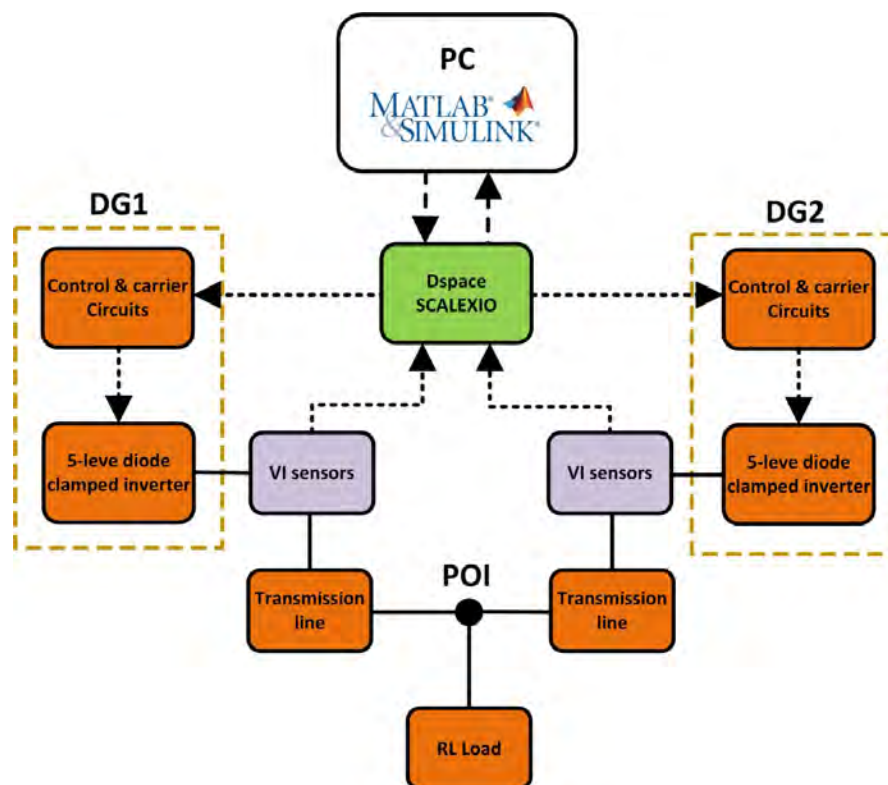 PC
MATLAB®
&SIMULINK®
DG1
DG2
Control & carrier
Circuits
Dspace
SCALEXIO
Control & carrier
Circuits
5-leve diode
clamped inverter
VI sensors
VI sensors
5-leve diode
clamped inverter
POI
Transmission
line
Transmission
line
RL Load